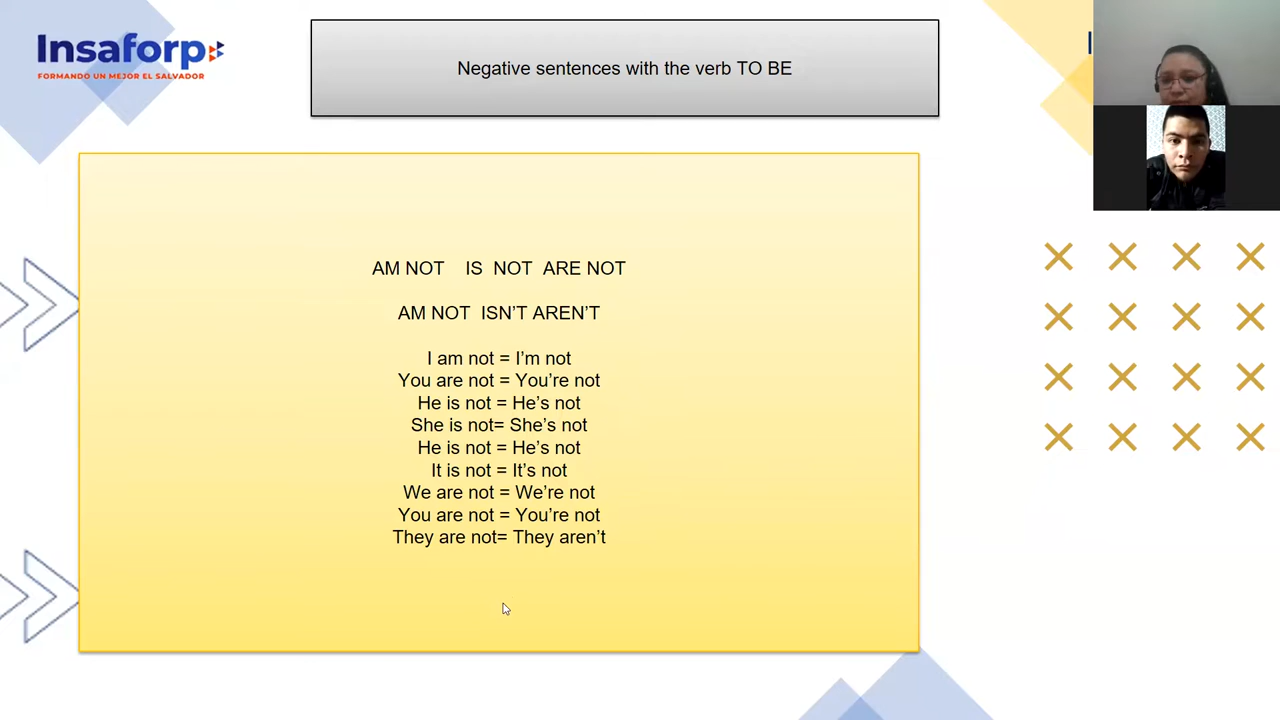 Insaforp
FORMANDO UN MEJOR EL SALVADOR
Negative sentences with the verb TO BE
AM NOT IS NOT ARE NOT
AM NOT ISN’T AREN’T
I am not = I’m not
You are not = You’re not
He is not = He’s not
She is not= She’s not
He is not = He’s not
It is not = It’s not
We are not = We’re not
You are not = You’re not
They are not= They aren’t